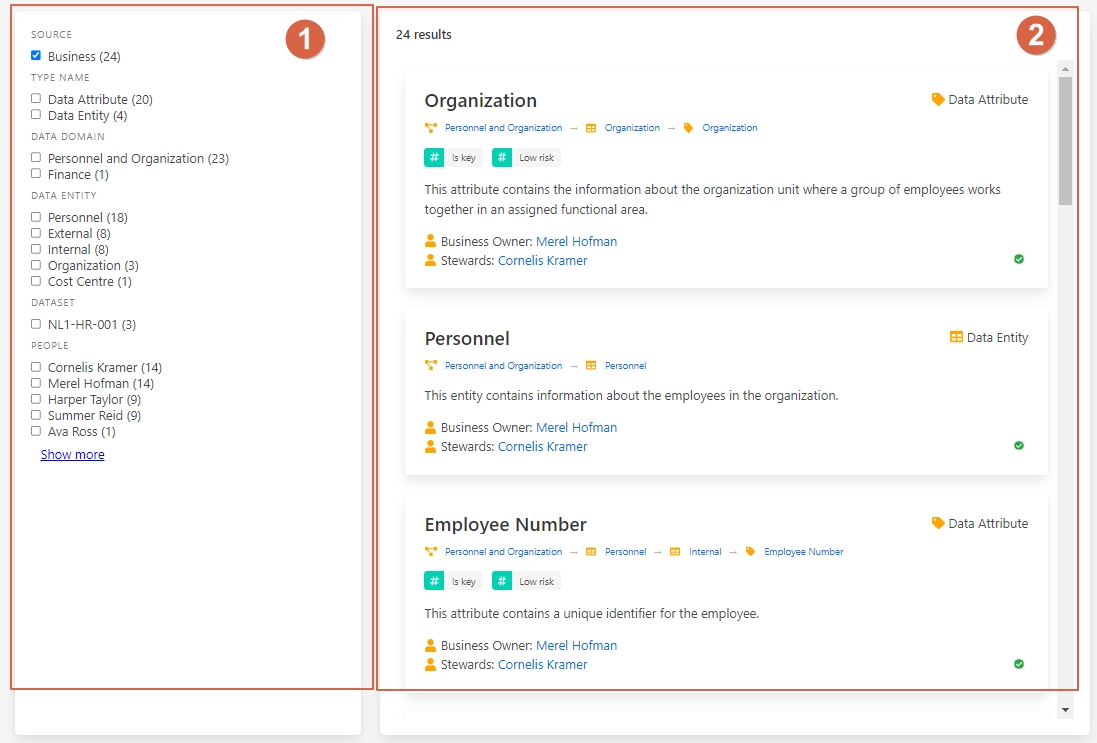 1
SOURCE
Business (24)
TYPE NAME
Data Attribute (20)
Data Entity (4)
DATA DOMAIN
Personnel and Organization (23)
Finance (1)
DATA ENTITY
Personnel (18)
External (8)
Internal (8)
Organization (3)
Cost Centre (1)
DATASET
NL1-HR-001 (3)
PEOPLE
Cornelis Kramer (14)
Merel Hofman (14)
Harper Taylor (9)
Summer Reid (9)
Ava Ross (1)
Show more
2
24 results
Organization
Data Attribute
Personnel and Organization → Organization → Organization
# Is key # Low risk
This attribute contains the information about the organization unit where a group of employees works
together in an assigned functional area.
Business Owner: Merel Hofman
Stewards: Cornelis Kramer
Personnel
Data Entity
Personnel and Organization → Personnel
This entity contains information about the employees in the organization.
Business Owner: Merel Hofman
Stewards: Cornelis Kramer
Employee Number
Data Attribute
Personnel and Organization → Personnel → Internal → Employee Number
# Is key # Low risk
This attribute contains a unique identifier for the employee.
Business Owner: Merel Hofman
Stewards: Cornelis Kramer